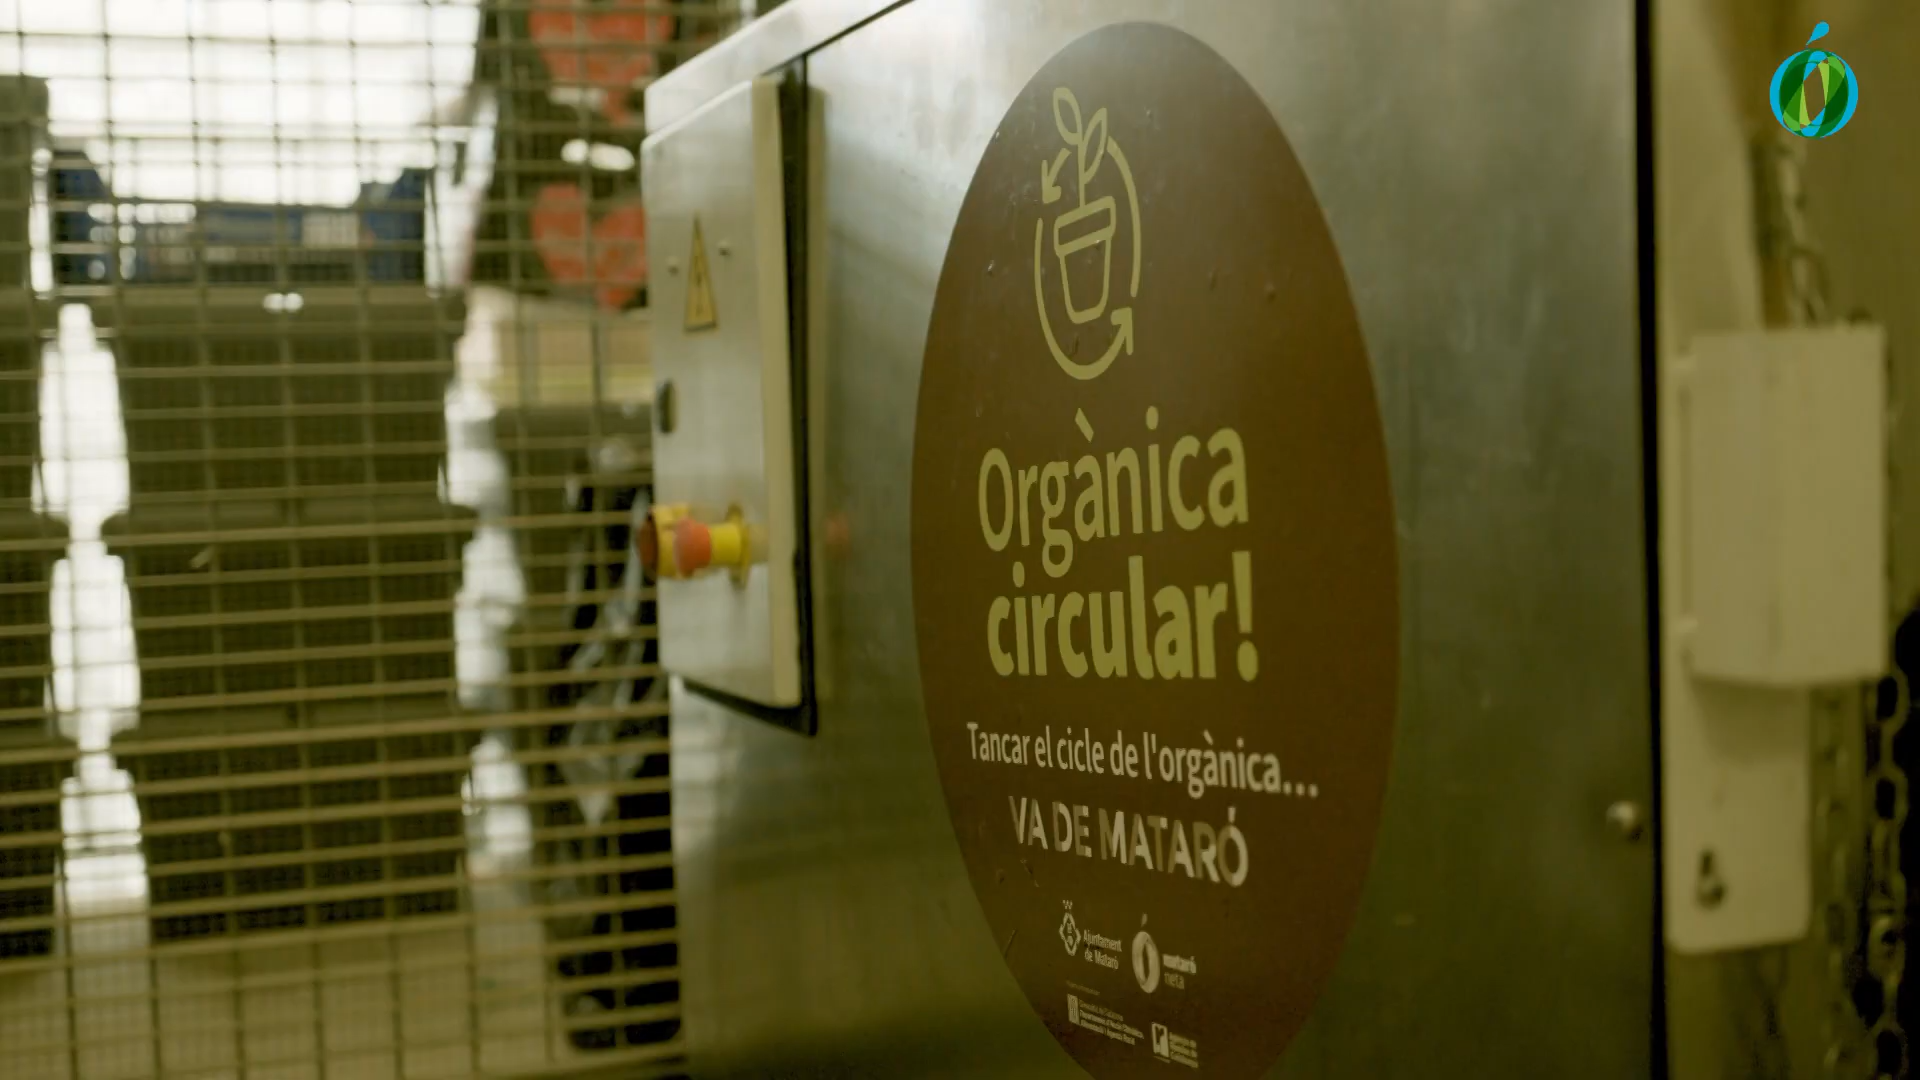 Orgànica
circular!
Tancar el cicle de l'orgànica...
VA DE MATARÓ
Ajuntament
de Mataró
mataró
neta